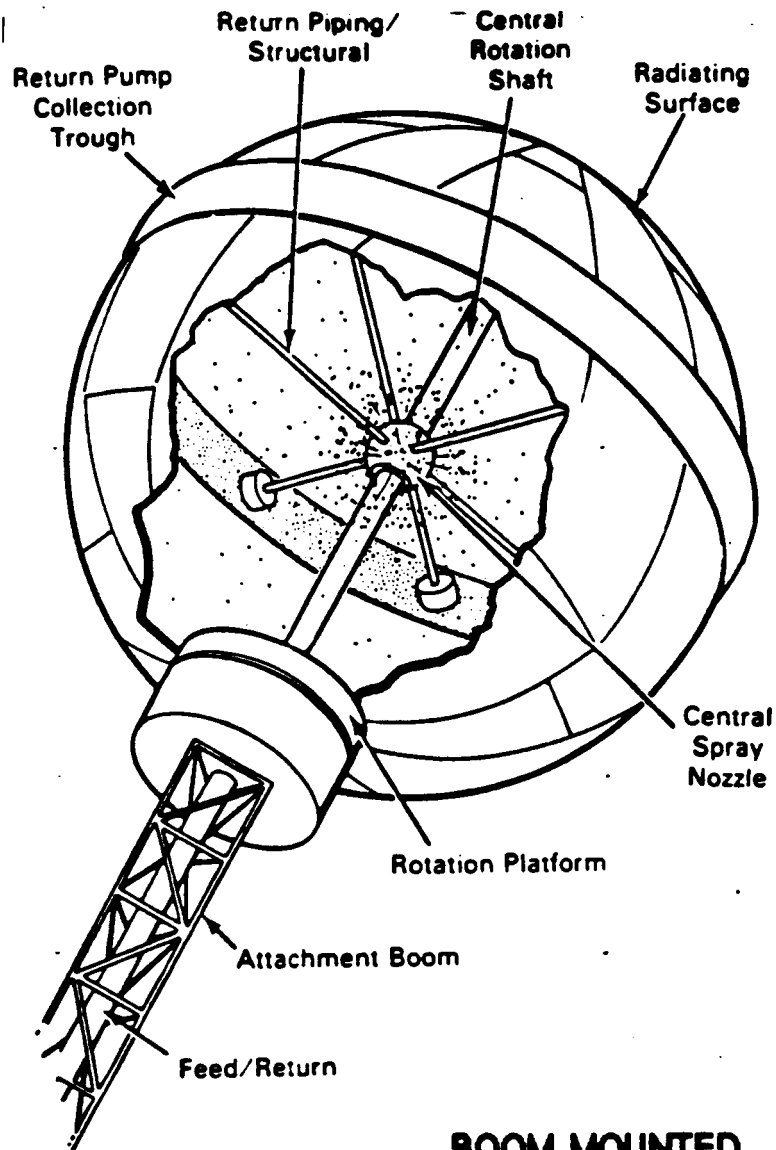 Return Piping/
Structural
Central
Rotation
Shaft
Return Pump
Collection
Trough
Radiating
Surface
Central
Spray
Nozzle
Rotation Platform
Attachment Boom
Feed/Return
BOOM MOUNTED